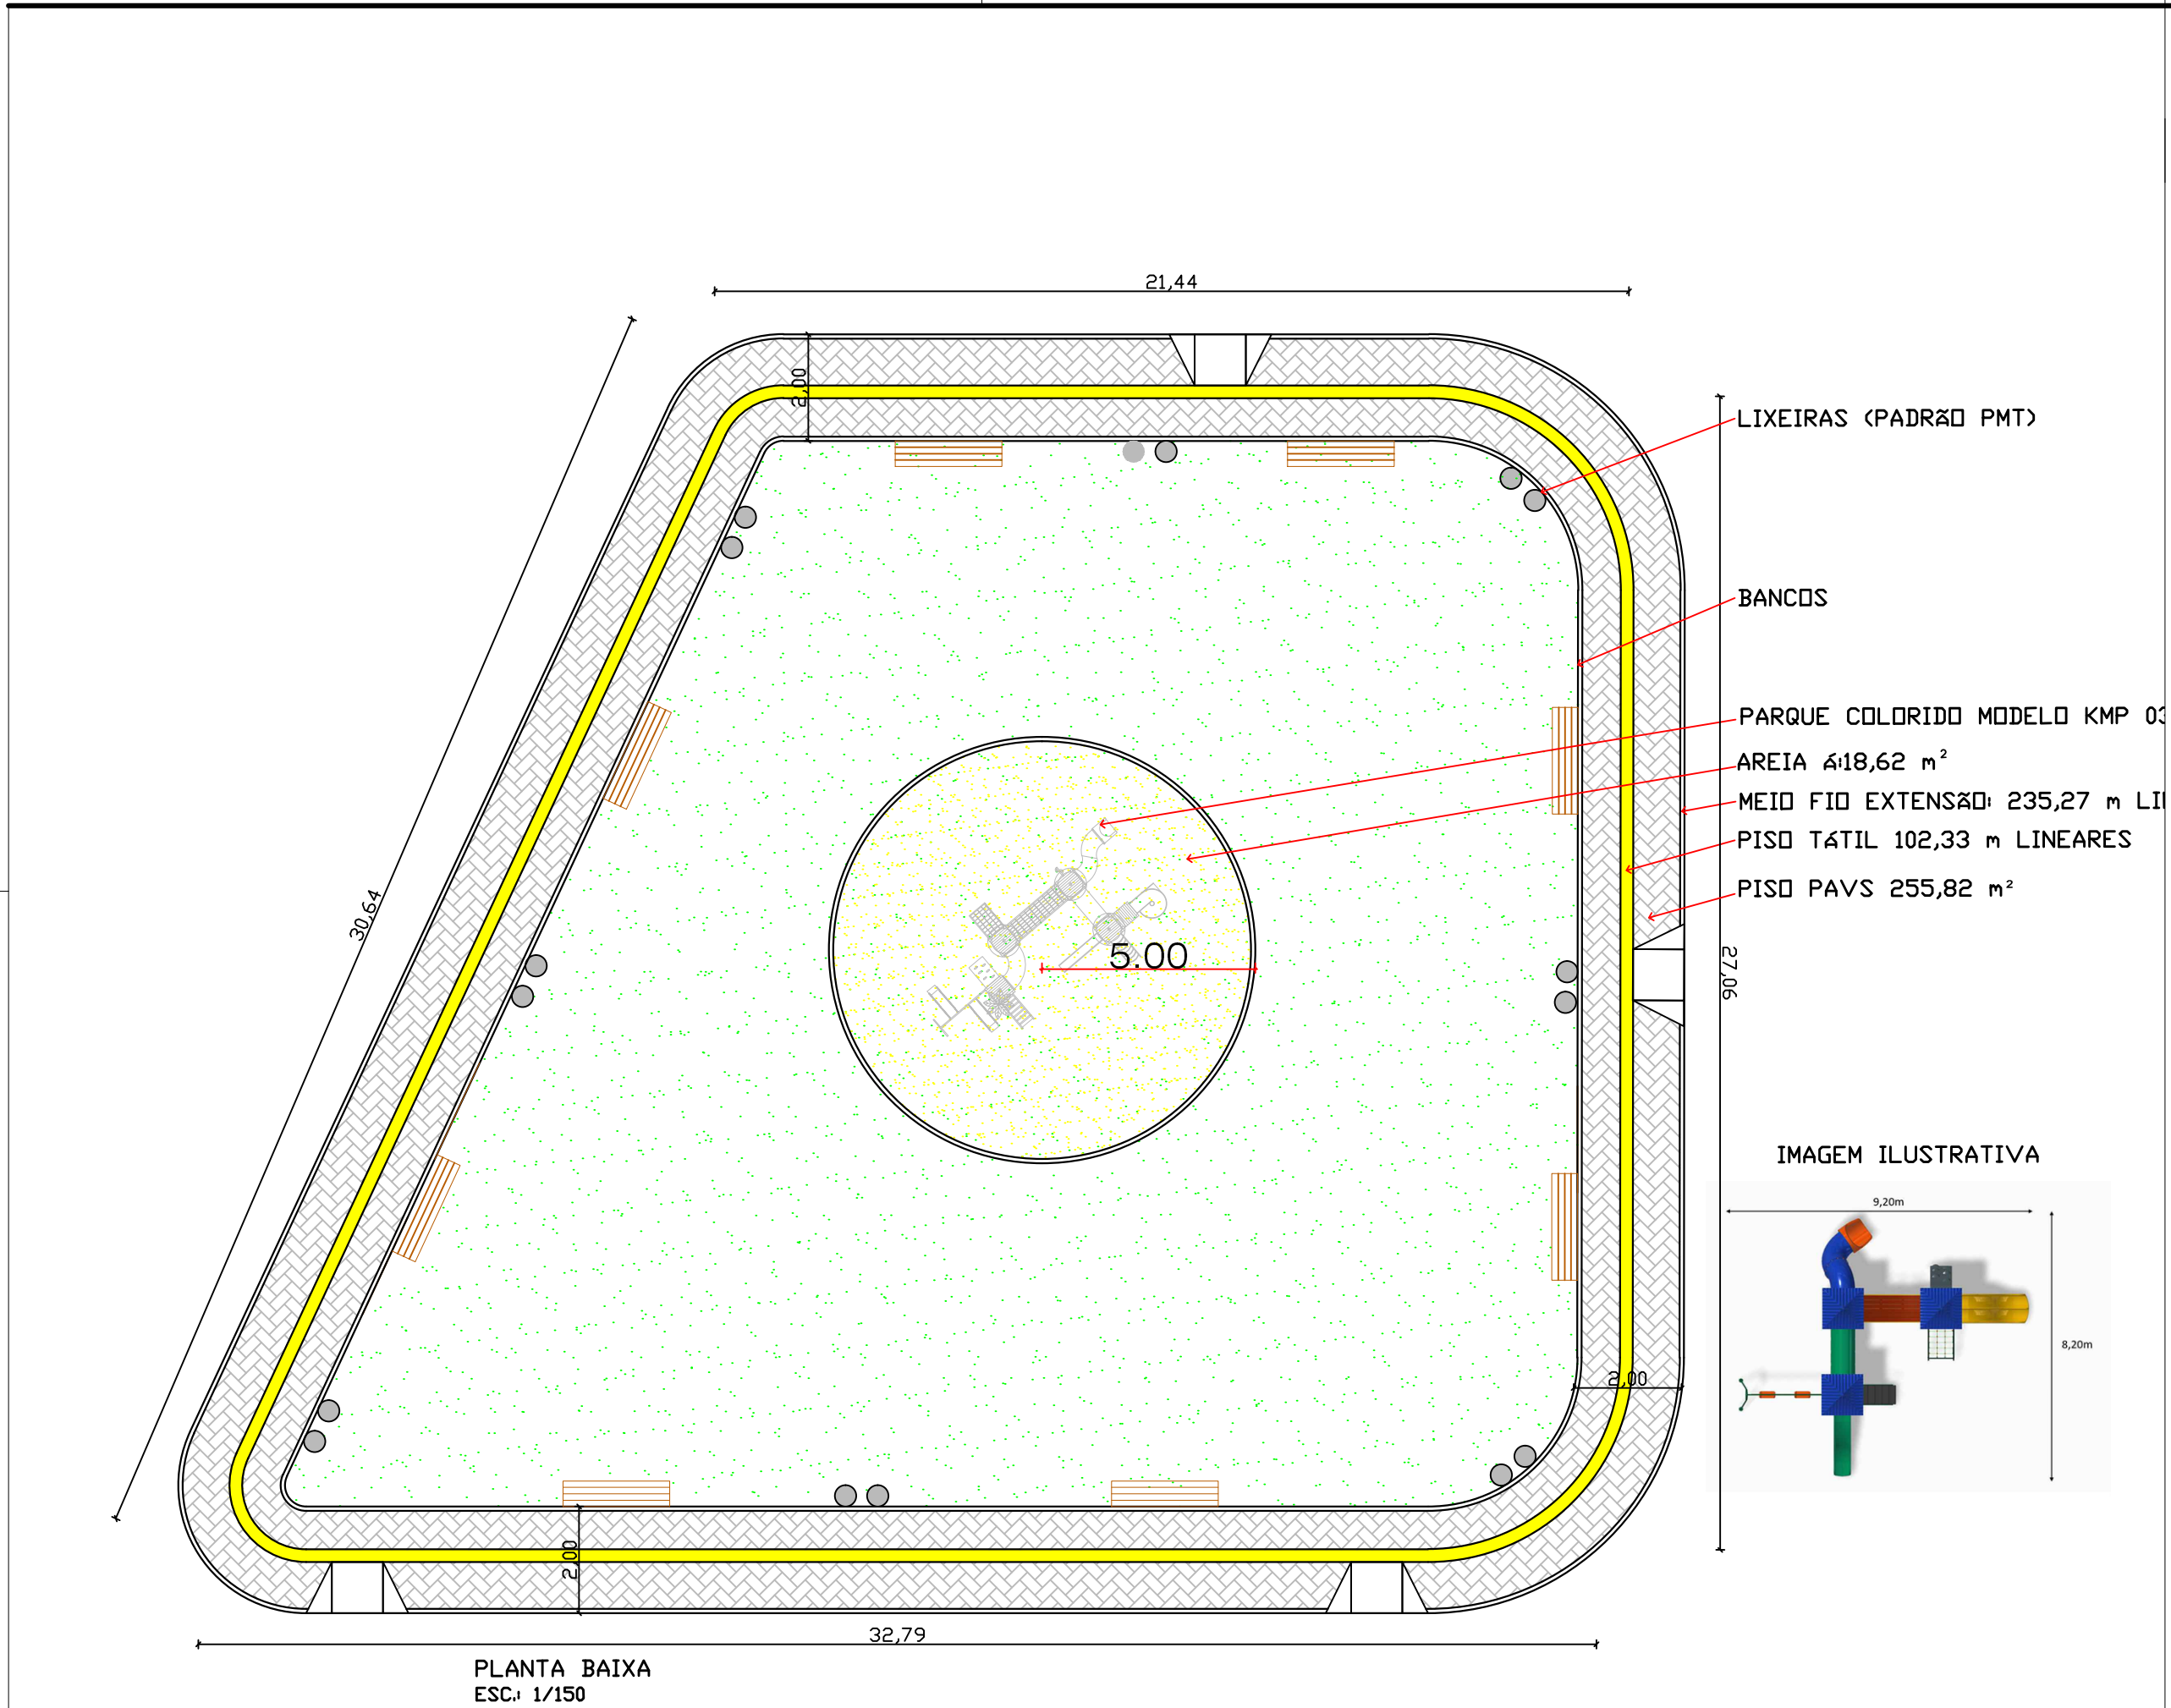 21,44
2,00
LIXEIRAS (PADRÃO PMT)
BANCOS
PARQUE COLORIDO MODELO KMP 03
AREIA Á:18,62 m²
MEIO FIO EXTENSÃO: 235,27 m LI
PISO TÁTIL 102,33 m LINEARES
PISO PAVS 255,82 m²
30,64
5.00
27,06
IMAGEM ILUSTRATIVA
9,20m
8,20m
2,00
2,00
32,79
PLANTA BAIXA
ESC.: 1/150